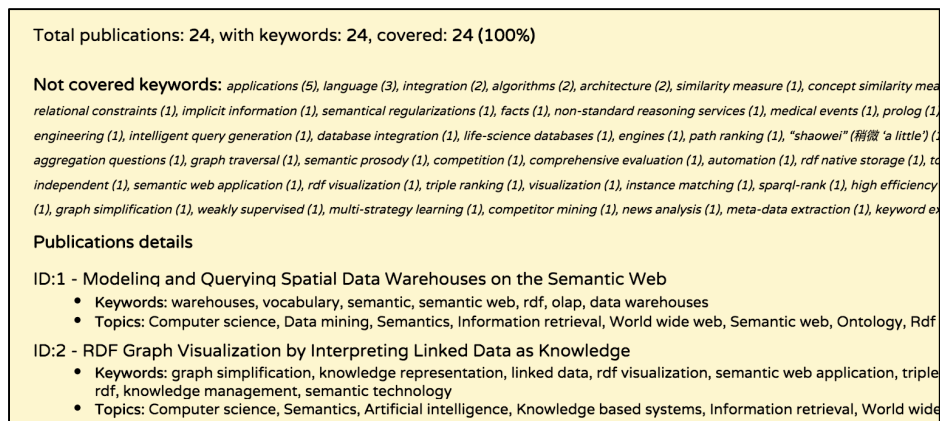 Total publications: 24, with keywords: 24, covered: 24 (100%)
Not covered keywords: applications (5), language (3), integration (2), algorithms (2), architecture (2), similarity measure (1), concept similarity mea
relational constraints (1), implicit information (1), semantical regularizations (1), facts (1), non-standard reasoning services (1), medical events (1), prolog (1)
engineering (1), intelligent query generation (1), database integration (1), life-science databases (1), engines (1), path ranking (1), “shaowei” (稍微 ‘a little’) (1
aggregation questions (1), graph traversal (1), semantic prosody (1), competition (1), comprehensive evaluation (1), automation (1), rdf native storage (1), to
independent (1), semantic web application (1), rdf visualization (1), triple ranking (1), visualization (1), instance matching (1), sparql-rank (1), high efficiency
(1), graph simplification (1), weakly supervised (1), multi-strategy learning (1), competitor mining (1), news analysis (1), meta-data extraction (1), keyword ex
Publications details
ID:1 - Modeling and Querying Spatial Data Warehouses on the Semantic Web
• Keywords: warehouses, vocabulary, semantic, semantic web, rdf, olap, data warehouses
• Topics: Computer science, Data mining, Semantics, Information retrieval, World wide web, Semantic web, Ontology, Rdf
ID:2 - RDF Graph Visualization by Interpreting Linked Data as Knowledge
• Keywords: graph simplification, knowledge representation, linked data, rdf visualization, semantic web application, triple
rdf, knowledge management, semantic technology
• Topics: Computer science, Semantics, Artificial intelligence, Knowledge based systems, Information retrieval, World wide